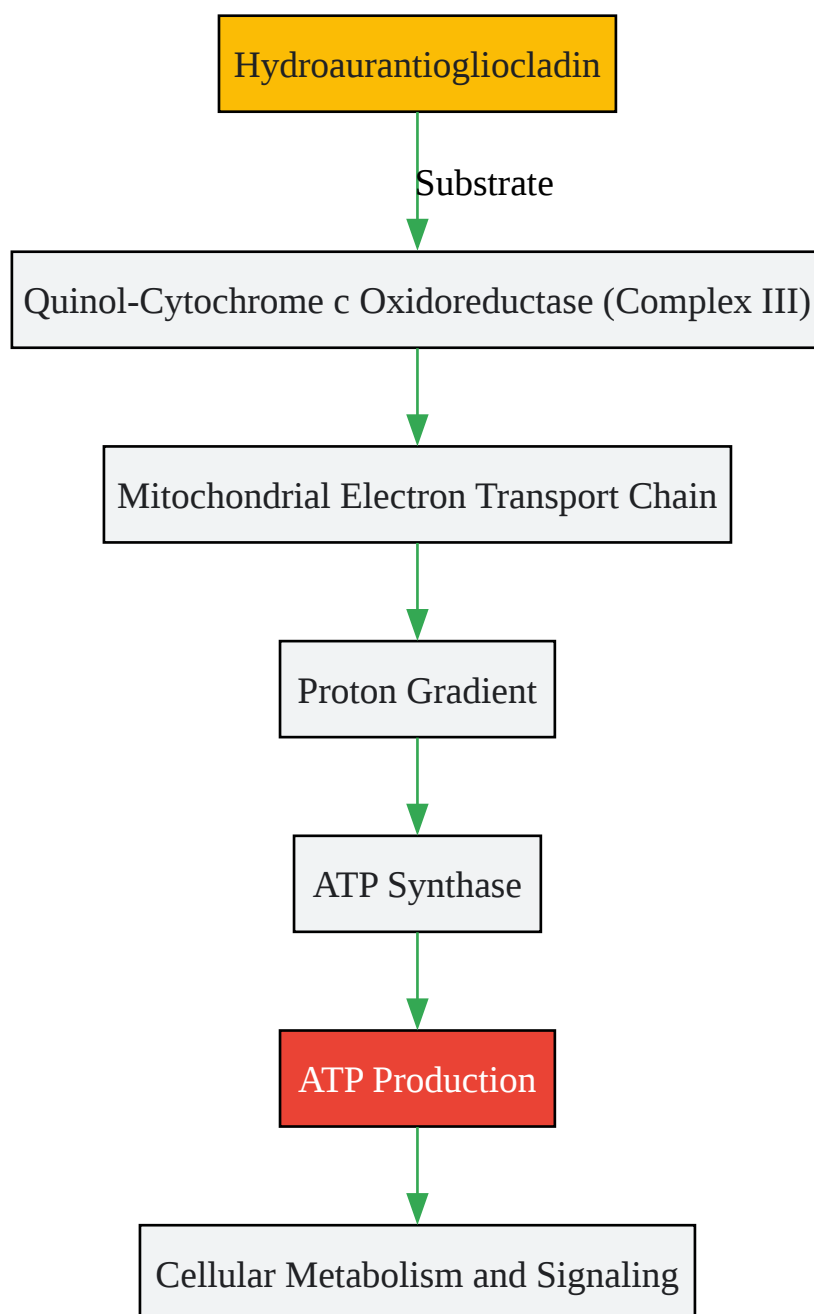 Hydroaurantiogliocladin
Substrate
Quinol-Cytochrome c Oxidoreductase (Complex III)
Mitochondrial Electron Transport Chain
Proton Gradient
ATP Synthase
ATP Production
Cellular Metabolism and Signaling